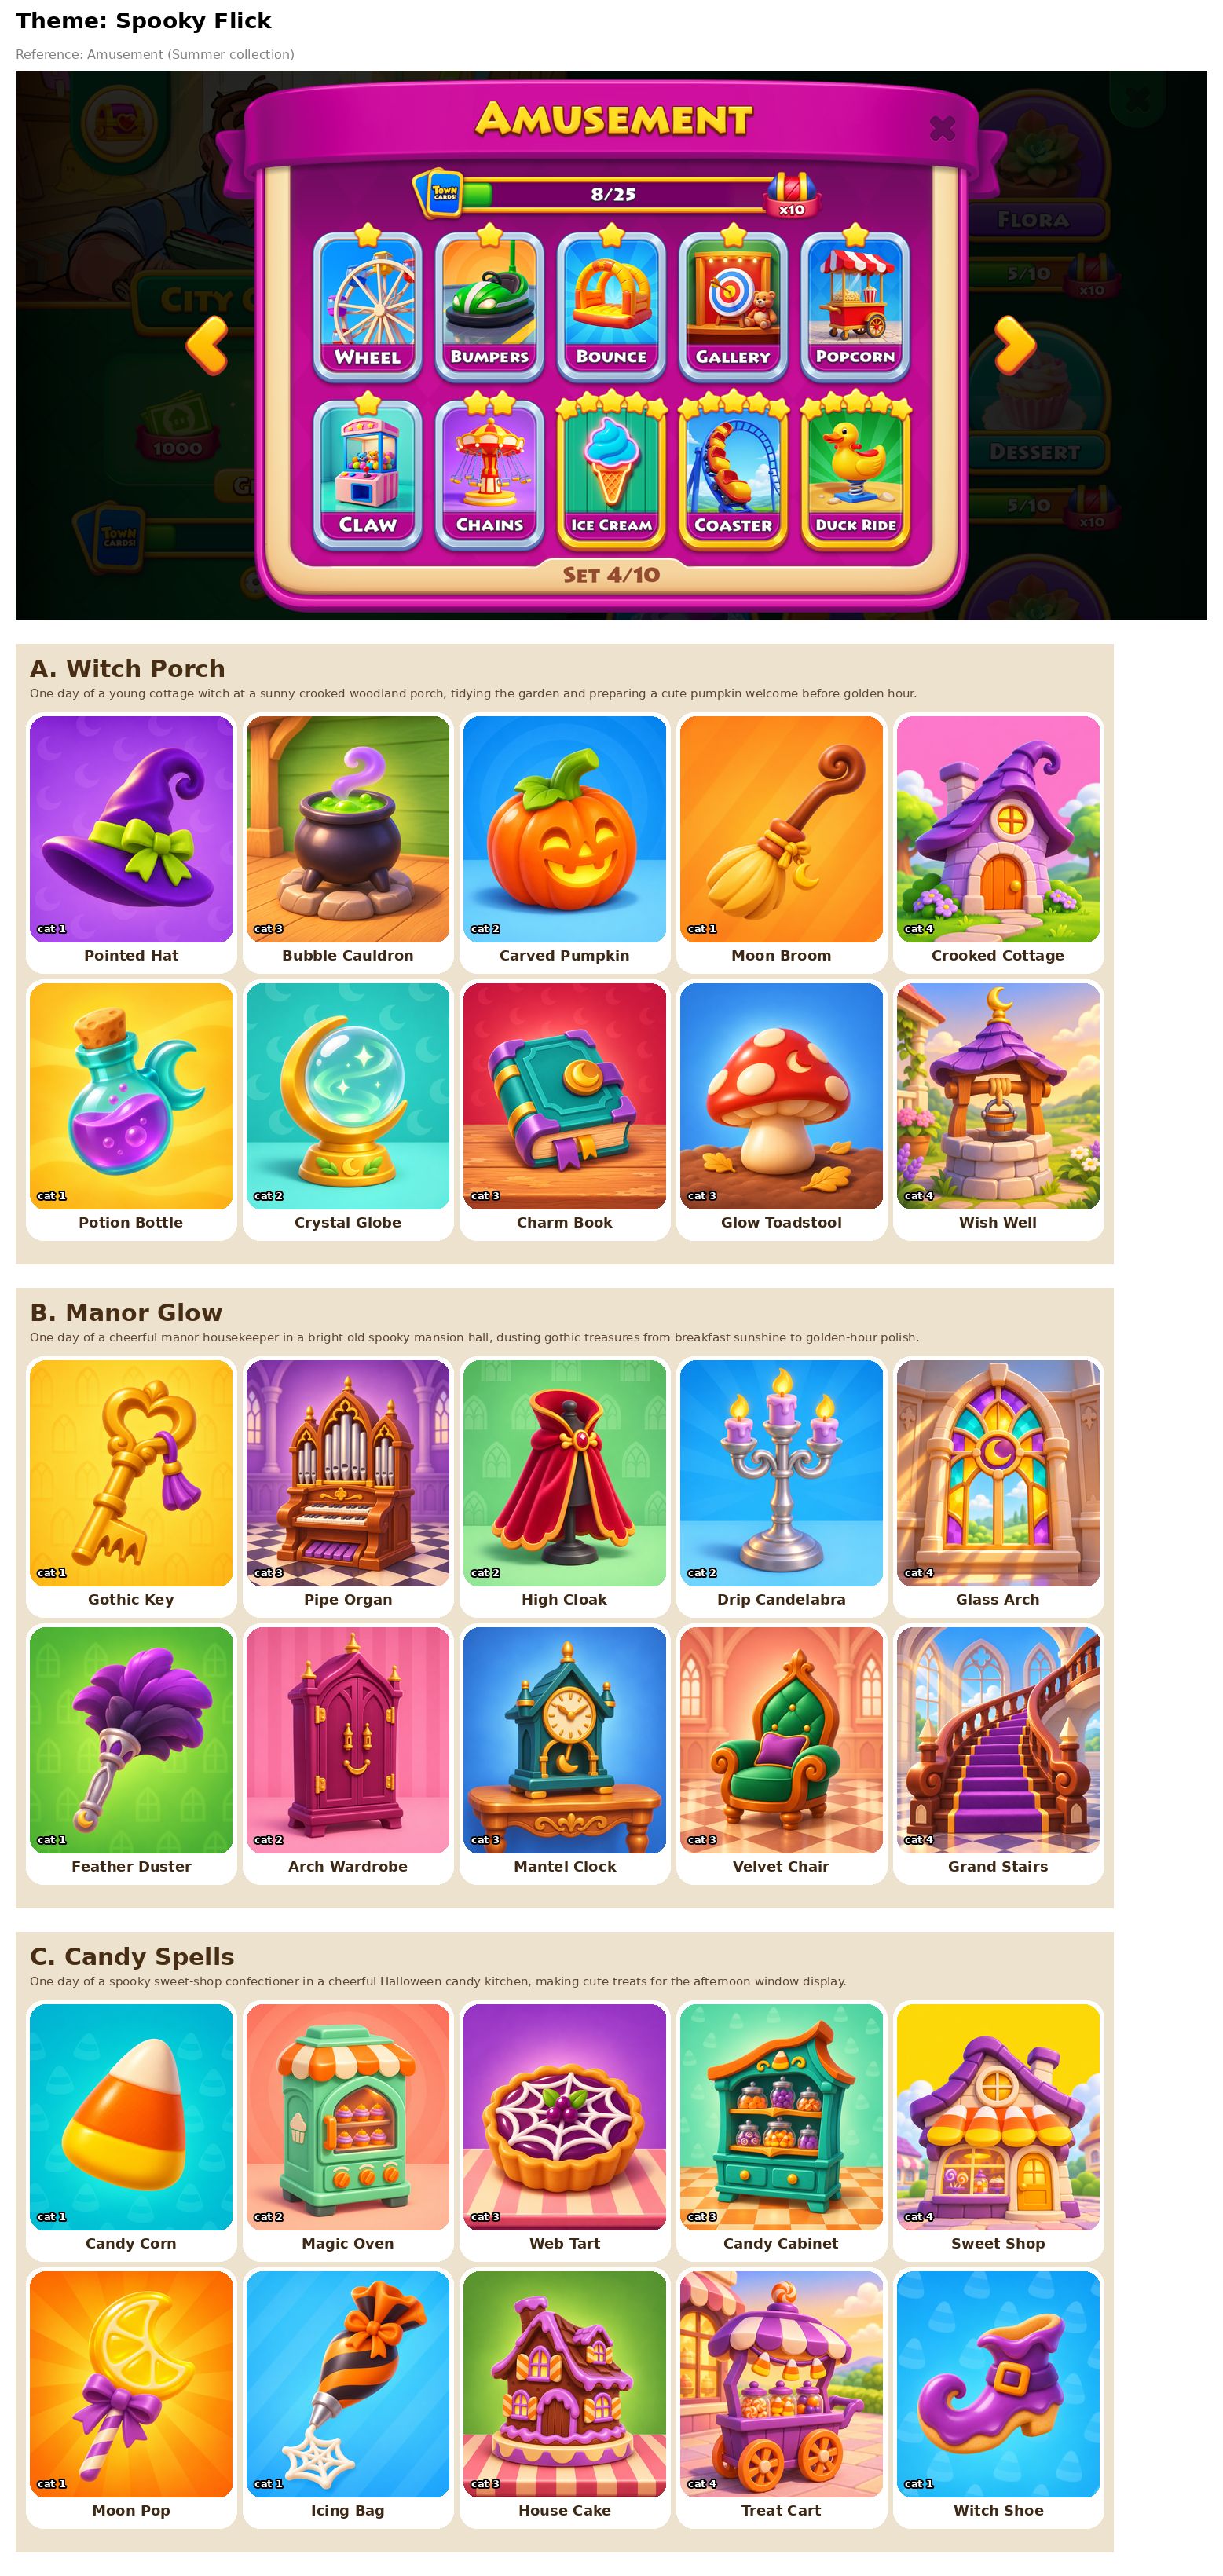 Theme: Spooky Flick
Reference: Amusement (Summer collection)
AMUSEMENT
TOWN CARDS!
8/25
x10
WHEEL
BUMPERS
BOUNCE
GALLERY
POPCORN
CLAW
CHAINS
ICE CREAM
COASTER
DUCK RIDE
SET 4/10
CITY
1000
TOWN CARDS!
FLORA
5/10
x10
DESSERT
5/10
x10
A. Witch Porch
One day of a young cottage witch at a sunny crooked woodland porch, tidying the garden and preparing a cute pumpkin welcome before golden hour.
cat 1
cat 3
cat 2
cat 1
cat 4
Pointed Hat
Bubble Cauldron
Carved Pumpkin
Moon Broom
Crooked Cottage
cat 1
cat 2
cat 3
cat 3
cat 4
Potion Bottle
Crystal Globe
Charm Book
Glow Toadstool
Wish Well
B. Manor Glow
One day of a cheerful manor housekeeper in a bright old spooky mansion hall, dusting gothic treasures from breakfast sunshine to golden-hour polish.
cat 1
cat 3
cat 2
cat 2
cat 4
Gothic Key
Pipe Organ
High Cloak
Drip Candelabra
Glass Arch
cat 1
cat 2
cat 3
cat 3
cat 4
Feather Duster
Arch Wardrobe
Mantel Clock
Velvet Chair
Grand Stairs
C. Candy Spells
One day of a spooky sweet-shop confectioner in a cheerful Halloween candy kitchen, making cute treats for the afternoon window display.
cat 1
cat 2
cat 3
cat 3
cat 4
Candy Corn
Magic Oven
Web Tart
Candy Cabinet
Sweet Shop
cat 1
cat 1
cat 3
cat 4
cat 1
Moon Pop
Icing Bag
House Cake
Treat Cart
Witch Shoe